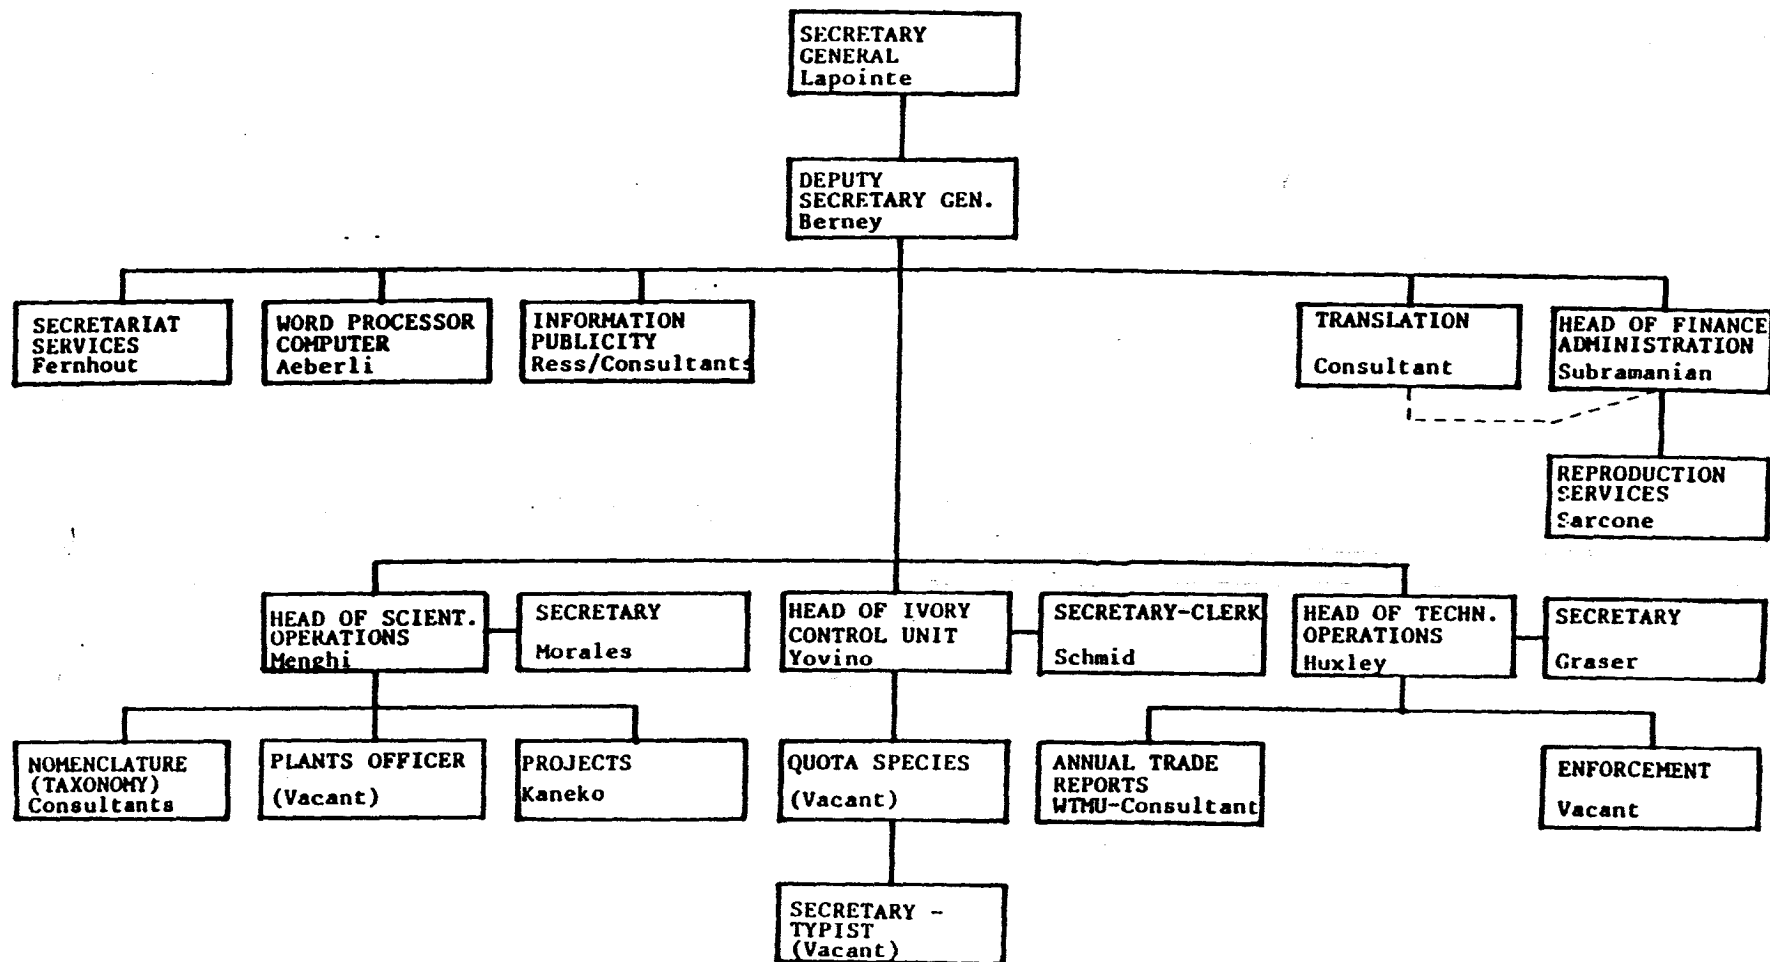 SECRETARY
GENERAL
Lapointe
DEPUTY
SECRETARY GEN.
Berney
SECRETARIAT
SERVICES
Fernhout
WORD PROCESSOR
COMPUTER
Aeberli
INFORMATION
PUBLICITY
Ress/Consultants
TRANSLATION
Consultant
HEAD OF FINANCE
ADMINISTRATION
Subramanian
REPRODUCTION
SERVICES
Sarcone
HEAD OF SCIENT.
OPERATIONS
Menghi
SECRETARY
Morales
HEAD OF IVORY
CONTROL UNIT
Yovino
SECRETARY-CLERK
Schmid
HEAD OF TECHN.
OPERATIONS
Huxley
SECRETARY
Graser
NOMENCLATURE
(TAXONOMY)
Consultants
PLANTS OFFICER
(Vacant)
PROJECTS
Kaneko
QUOTA SPECIES
(Vacant)
ANNUAL TRADE
REPORTS
WTMU-Consultant
ENFORCEMENT
Vacant
SECRETARY -
TYPIST
(Vacant)